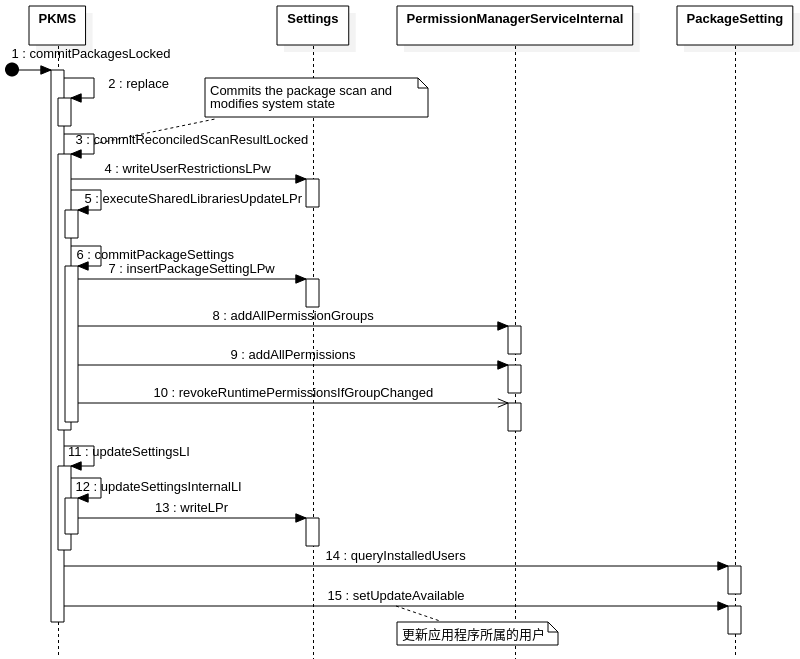 PKMS
Settings
PermissionManagerServiceInternal
PackageSetting
1 : commitPackagesLocked
2 : replace
Commits the package scan and
modifies system state
3 : commitReconciledScanResultLocked
4 : writeUserRestrictionsLPw
5 : executeSharedLibrariesUpdateLPr
6 : commitPackageSettings
7 : insertPackageSettingLPw
8 : addAllPermissionGroups
9 : addAllPermissions
10 : revokeRuntimePermissionsIfGroupChanged
11 : updateSettingsLI
12 : updateSettingsInternalLI
13 : writeLPr
14 : queryInstalledUsers
15 : setUpdateAvailable
更新应用程序所属的用户